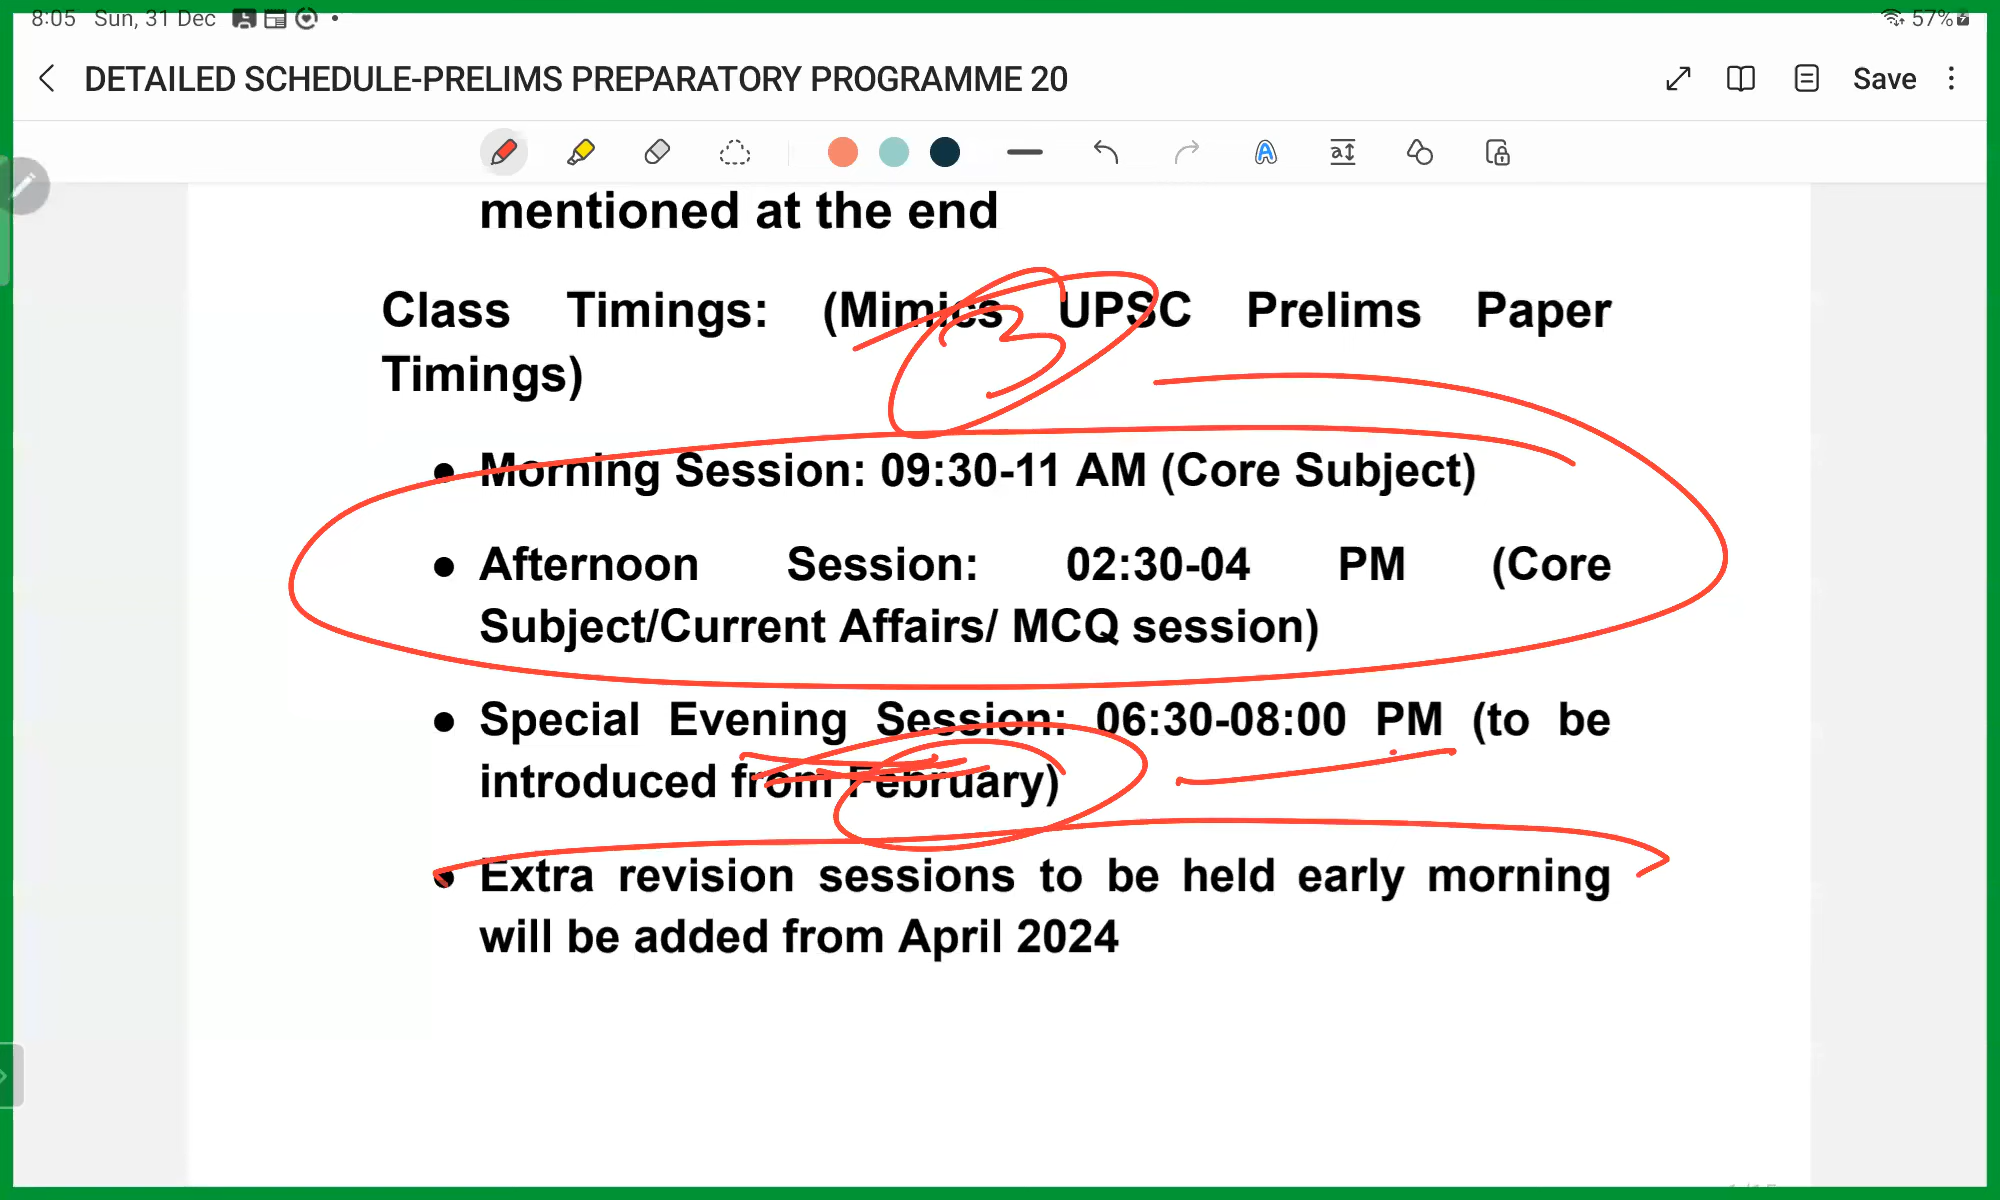 8:05 Sun, 31 Dec
57%
DETAILED SCHEDULE-PRELIMS PREPARATORY PROGRAMME 20
Save
mentioned at the end
Class Timings: (Mimics UPSC Prelims Paper
Timings)
3
● Morning Session: 09:30-11 AM (Core Subject)
● Afternoon Session: 02:30-04 PM (Core
Subject/Current Affairs/ MCQ session)
● Special Evening Session: 06:30-08:00 PM (to be
introduced from February)
● Extra revision sessions to be held early morning
will be added from April 2024